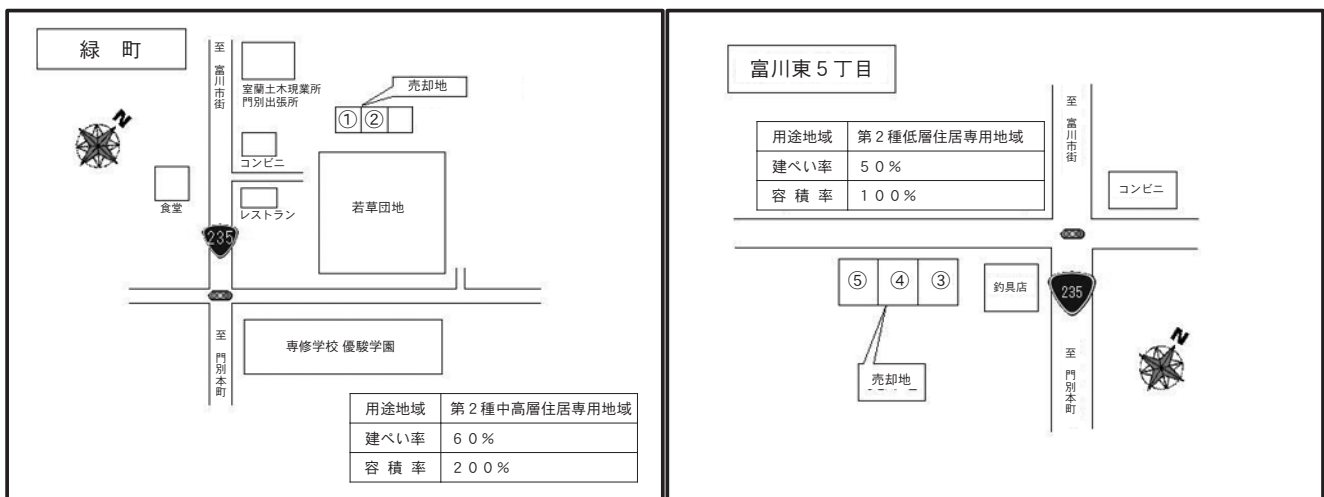 緑 町
至 富川市街
室蘭土木現業所
門別出張所
売却地
① ②
N
コンビニ
食堂
レストラン
若草団地
235
専修学校 優駿学園
至 門別本町
用途地域 第2種中高層住居専用地域
建ぺい率 60%
容積率 200%
富川東5丁目
至 富川市街
用途地域 第2種低層住居専用地域
建ぺい率 50%
容積率 100%
コンビニ
⑤ ④ ③
釣具店
235
売却地
至 門別本町
N